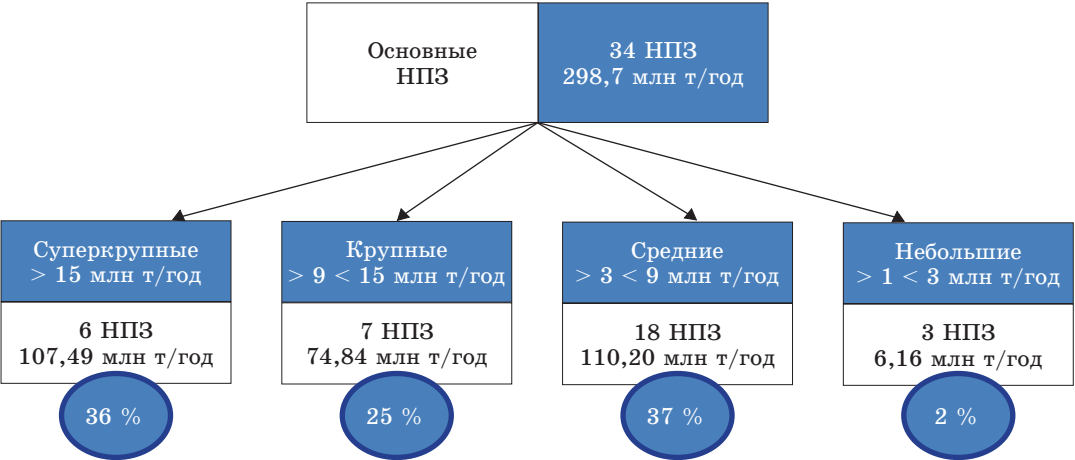 Основные
НПЗ
34 НПЗ
298,7 млн т/год
Суперкрупные
> 15 млн т/год
6 НПЗ
107,49 млн т/год
36 %
Крупные
> 9 < 15 млн т/год
7 НПЗ
74,84 млн т/год
25 %
Средние
> 3 < 9 млн т/год
18 НПЗ
110,20 млн т/год
37 %
Небольшие
> 1 < 3 млн т/год
3 НПЗ
6,16 млн т/год
2 %